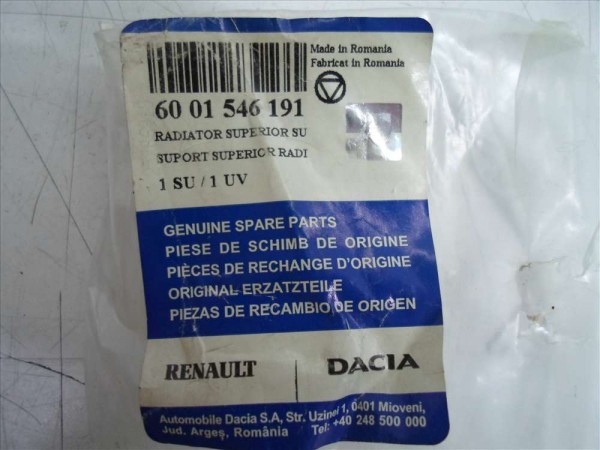 Made in Romania
Fabricat in Romania
60 01 546 191
RADIATOR SUPERIOR SU
SUPORT SUPERIOR RADI
1 SU / 1 UV
GENUINE SPARE PARTS
PIESE DE SCHIMB DE ORIGINE
PIÈCES DE RECHANGE D'ORIGINE
ORIGINAL ERZATZTEILE
PIEZAS DE RECAMBIO DE ORIGEN
RENAULT DACIA
Automobile Dacia S.A, Str. Uzinei 1, 0401 Mioveni,
Jud. Argeş, România Tel: +40 248 500 000